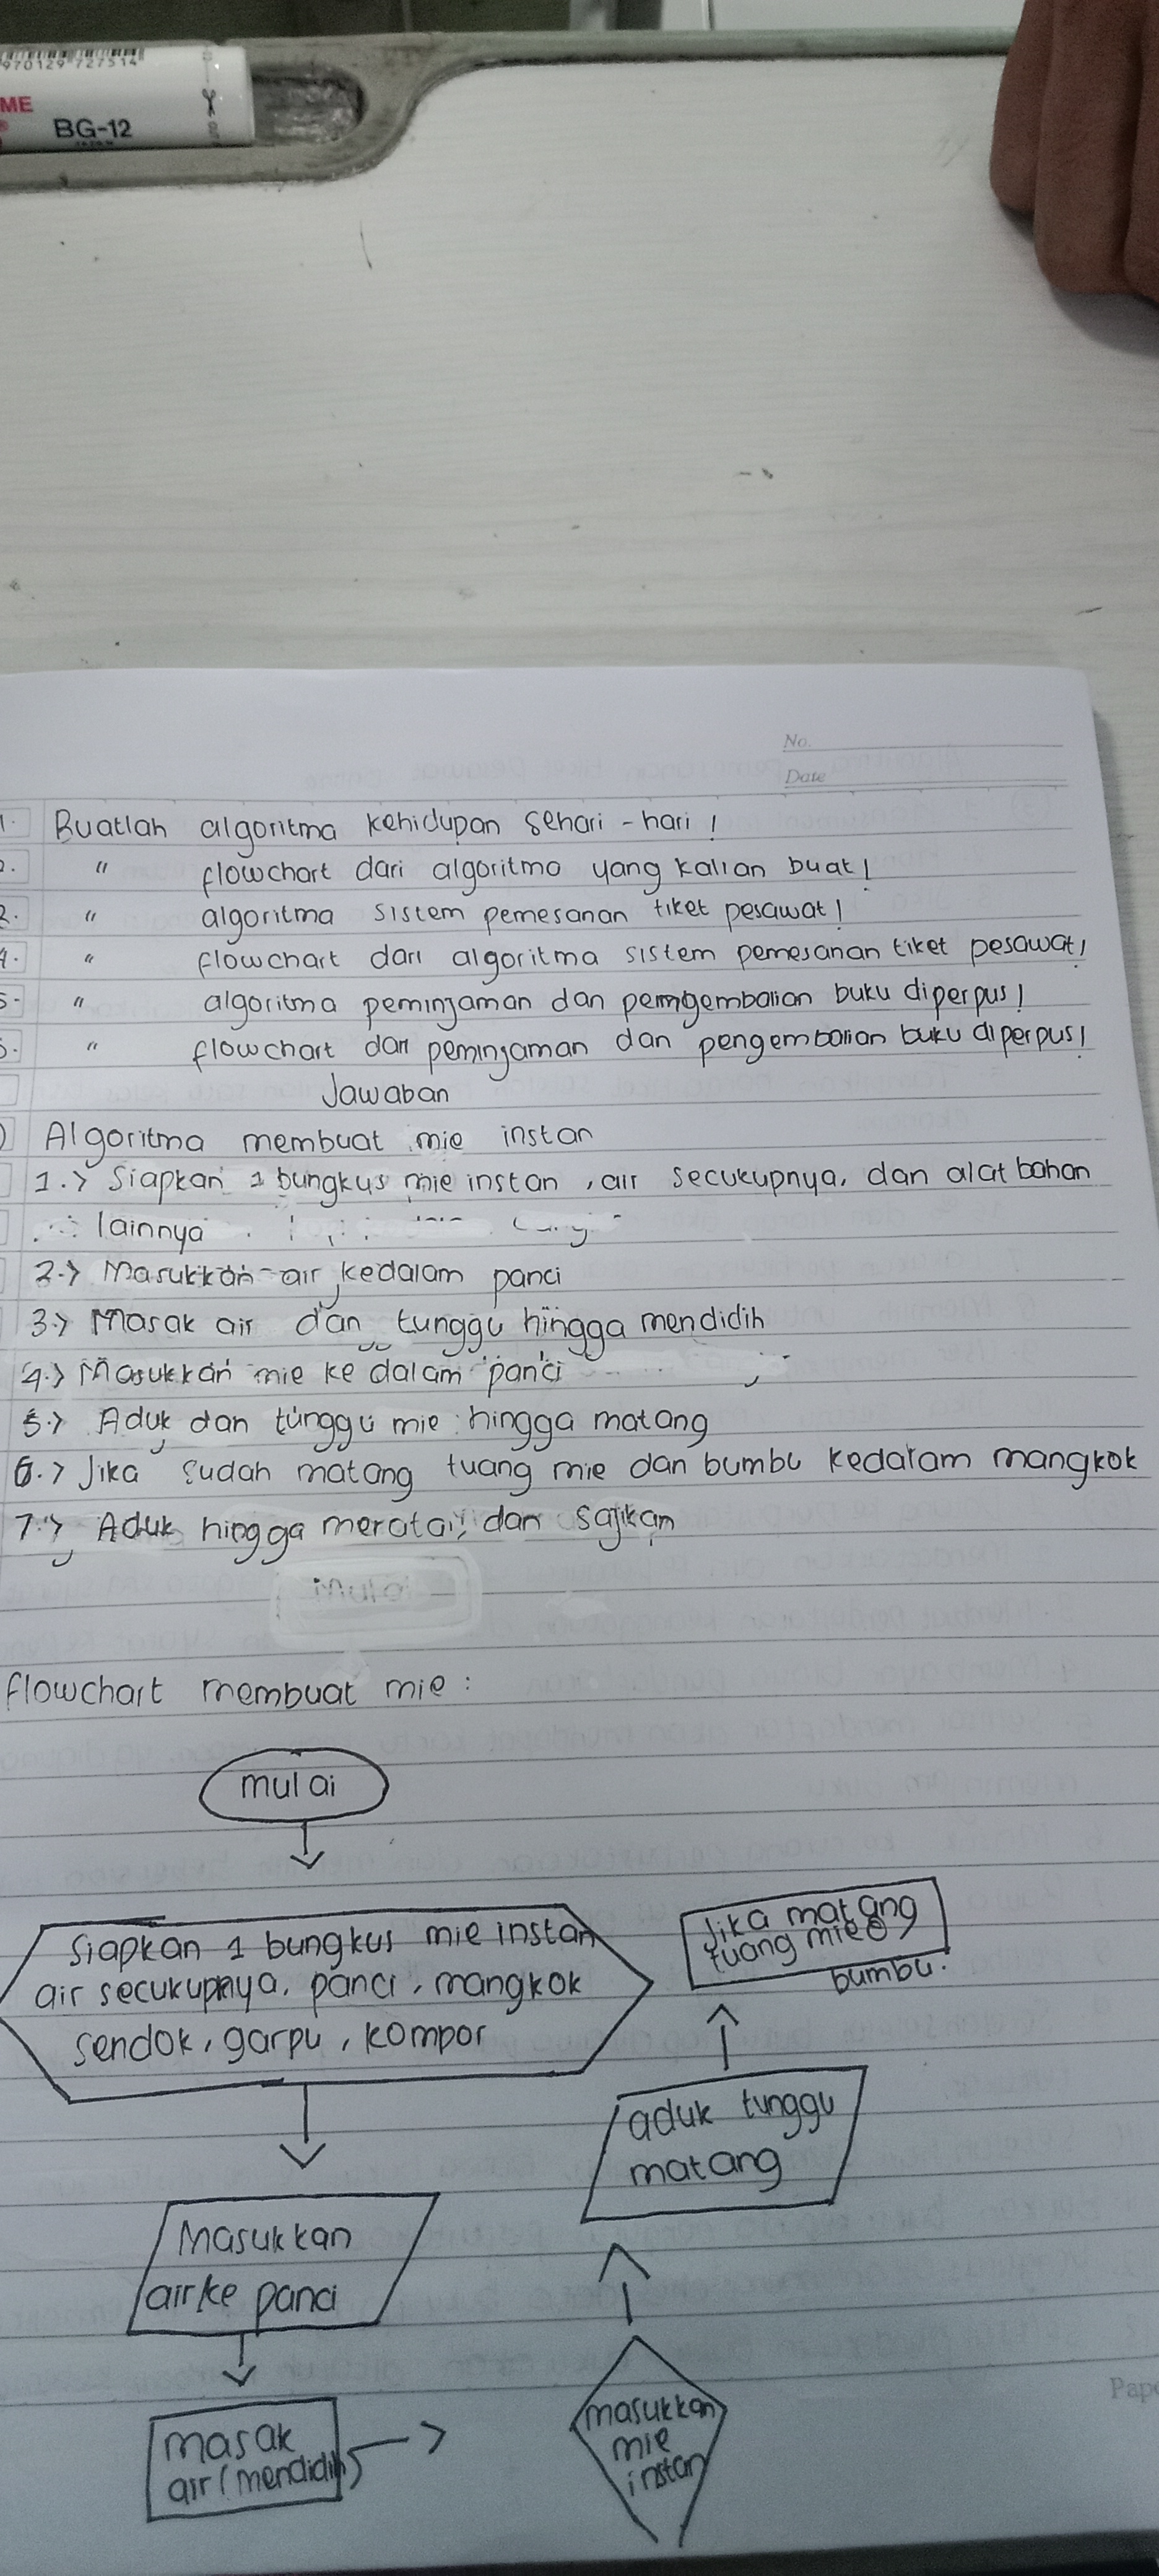 970129 727514
ME
BG-12
No.
Date
1. Buatlah algoritma kehidupan sehari - hari !
2. " flowchart dari algoritma yang kalian buat !
3. " algoritma sistem pemesanan tiket pesawat !
4. " flowchart dari algoritma sistem pemesanan tiket pesawat !
5. " algoritma peminjaman dan pemgembalian buku diperpus !
6. " flowchart dari peminjaman dan pengembalian buku diperpus !
Jawaban
) Algoritma membuat mie instan
1.> Siapkan 1 bungkus mie instan , air secukupnya, dan alat bahan
lainnya
2.> Masukkan air kedalam panci
3.> Masak air dan tunggu hingga mendidih
4.> Masukkan mie ke dalam panci
5.> Aduk dan tunggu mie hingga matang
6.> Jika sudah matang tuang mie dan bumbu kedalam mangkok
7.> Aduk hingga merata, dan sajikan
Mulai
flowchart membuat mie :
mulai
Siapkan 1 bungkus mie instan
air secukupnya, panci, mangkok
sendok, garpu, kompor
Masukkan
air ke panci
masak
air (mendidih)
masukkan
mie
instan
aduk tunggu
matang
Jika matang
tuang mie
bumbu.
Pape